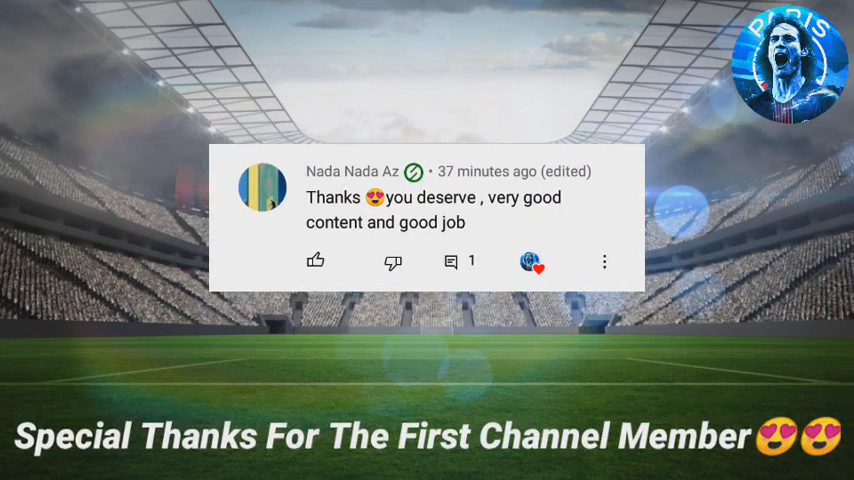 PARIS
Nada Nada Az • 37 minutes ago (edited)
Thanks 😍you deserve , very good
content and good job
1
Special Thanks For The First Channel Member😍😍